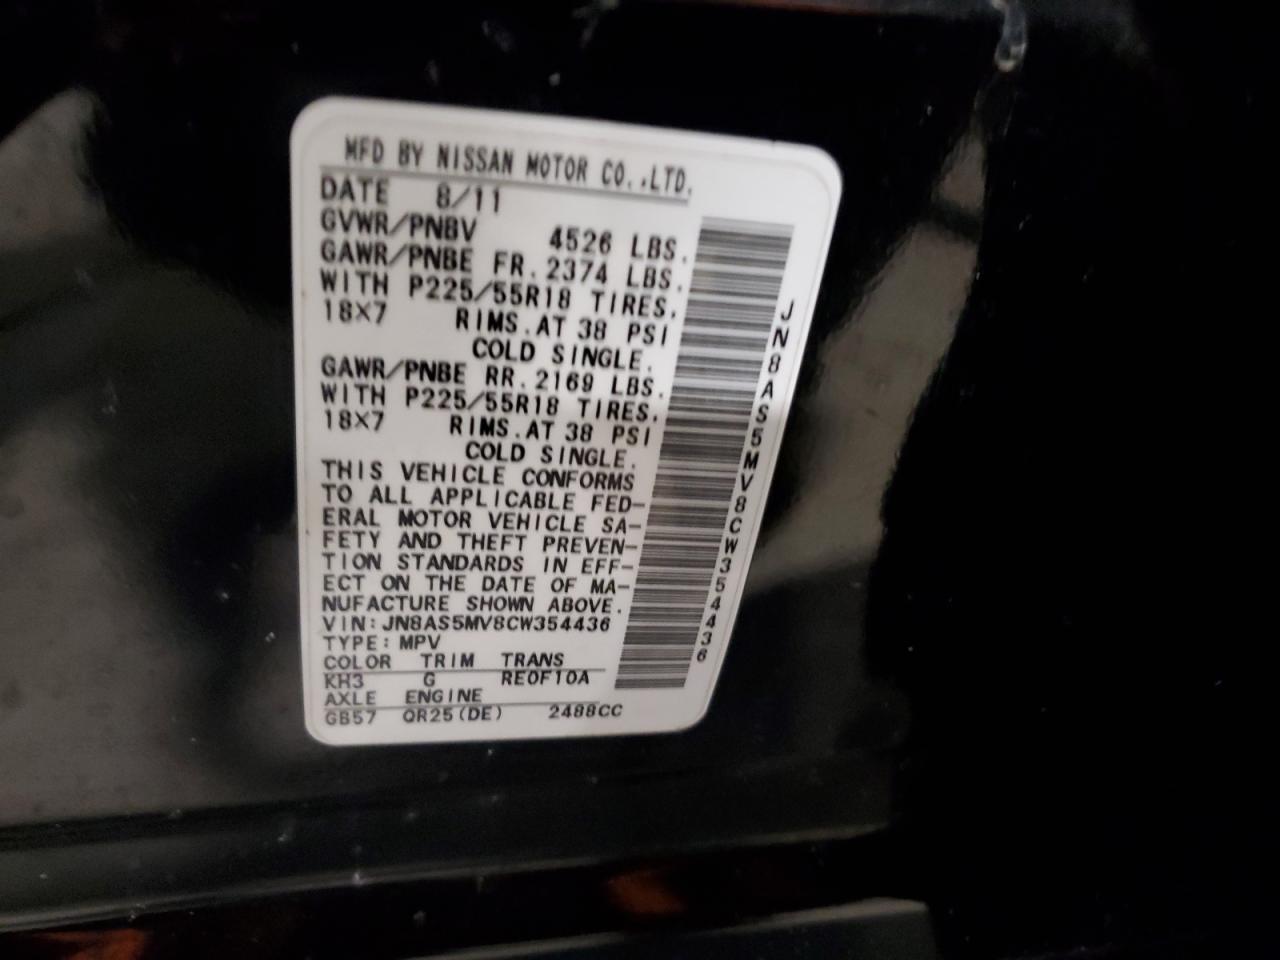 MFD BY NISSAN MOTOR CO.,LTD.
DATE 8/11
GVWR/PNBV 4526 LBS.
GAWR/PNBE FR. 2374 LBS.
WITH P225/55R18 TIRES.
18X7 RIMS.AT 38 PSI
COLD SINGLE.
GAWR/PNBE RR. 2169 LBS.
WITH P225/55R18 TIRES.
18X7 RIMS.AT 38 PSI
COLD SINGLE.
THIS VEHICLE CONFORMS
TO ALL APPLICABLE FED-
ERAL MOTOR VEHICLE SA-
FETY AND THEFT PREVEN-
TION STANDARDS IN EFF-
ECT ON THE DATE OF MA-
NUFACTURE SHOWN ABOVE.
VIN:JN8AS5MV8CW354436
TYPE:MPV
COLOR TRIM TRANS
KH3 G RE0F10A
AXLE ENGINE
GB57 QR25(DE) 2488CC
JN8AS5MV8CW354436